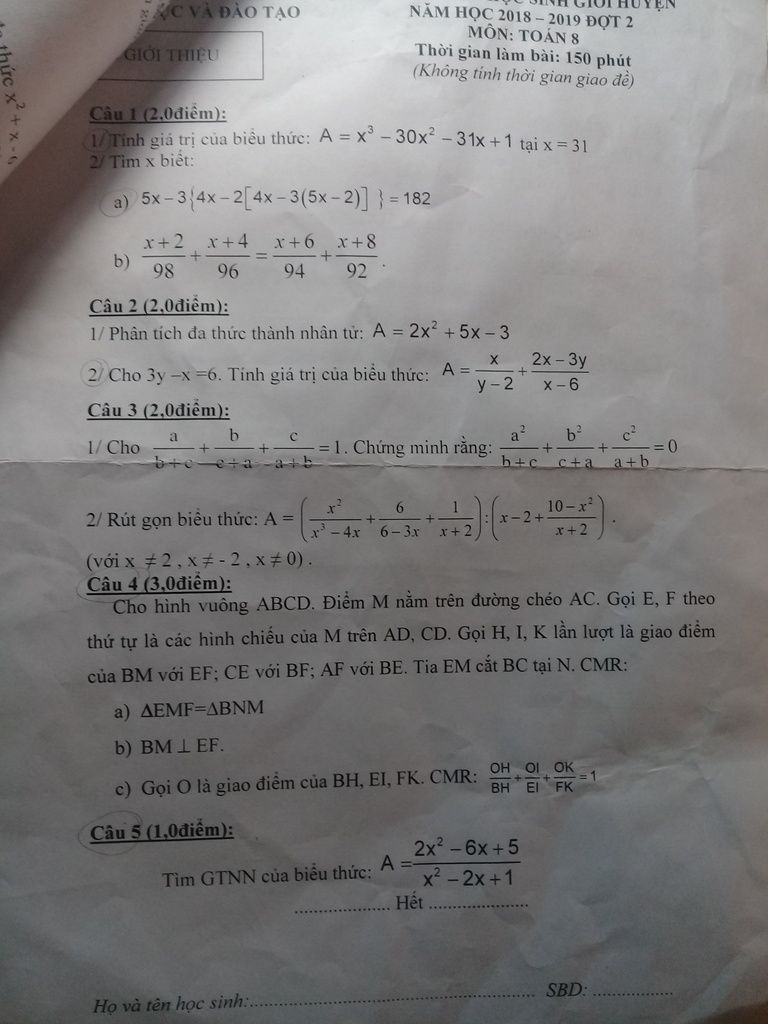 VÀ ĐÀO TẠO
GIỚI THIỆU
thức x² + x
GIỎI HUYỆN
NĂM HỌC 2018 – 2019 ĐỢT 2
MÔN: TOÁN 8
Thời gian làm bài: 150 phút
(Không tính thời gian giao đề)
Câu 1 (2,0điểm):
1/ Tính giá trị của biểu thức: A = x³ − 30x² − 31x + 1 tại x = 31
2/ Tìm x biết:
a) 5x − 3{4x − 2[4x − 3(5x − 2)] } = 182
b) (x + 2)/98 + (x + 4)/96 = (x + 6)/94 + (x + 8)/92 .
Câu 2 (2,0điểm):
1/ Phân tích đa thức thành nhân tử: A = 2x² + 5x − 3
2/ Cho 3y –x =6. Tính giá trị của biểu thức: A = x/(y − 2) + (2x − 3y)/(x − 6)
Câu 3 (2,0điểm):
1/ Cho a/(b + c) + b/(c + a) + c/(a + b) = 1. Chứng minh rằng: a²/(b + c) + b²/(c + a) + c²/(a + b) = 0
2/ Rút gọn biểu thức: A = (x²/(x³ − 4x) + 6/(6 − 3x) + 1/(x + 2)) : (x − 2 + (10 − x²)/(x + 2)) .
(với x ≠ 2 , x ≠ - 2 , x ≠ 0) .
Câu 4 (3,0điểm):
Cho hình vuông ABCD. Điểm M nằm trên đường chéo AC. Gọi E, F theo
thứ tự là các hình chiếu của M trên AD, CD. Gọi H, I, K lần lượt là giao điểm
của BM với EF; CE với BF; AF với BE. Tia EM cắt BC tại N. CMR:
a) ΔEMF=ΔBNM
b) BM ⊥ EF.
c) Gọi O là giao điểm của BH, EI, FK. CMR: OH/BH + OI/EI + OK/FK = 1
Câu 5 (1,0điểm):
Tìm GTNN của biểu thức: A = (2x² − 6x + 5)/(x² − 2x + 1)
................... Hết ....................
Họ và tên học sinh:.................................................... SBD: ................